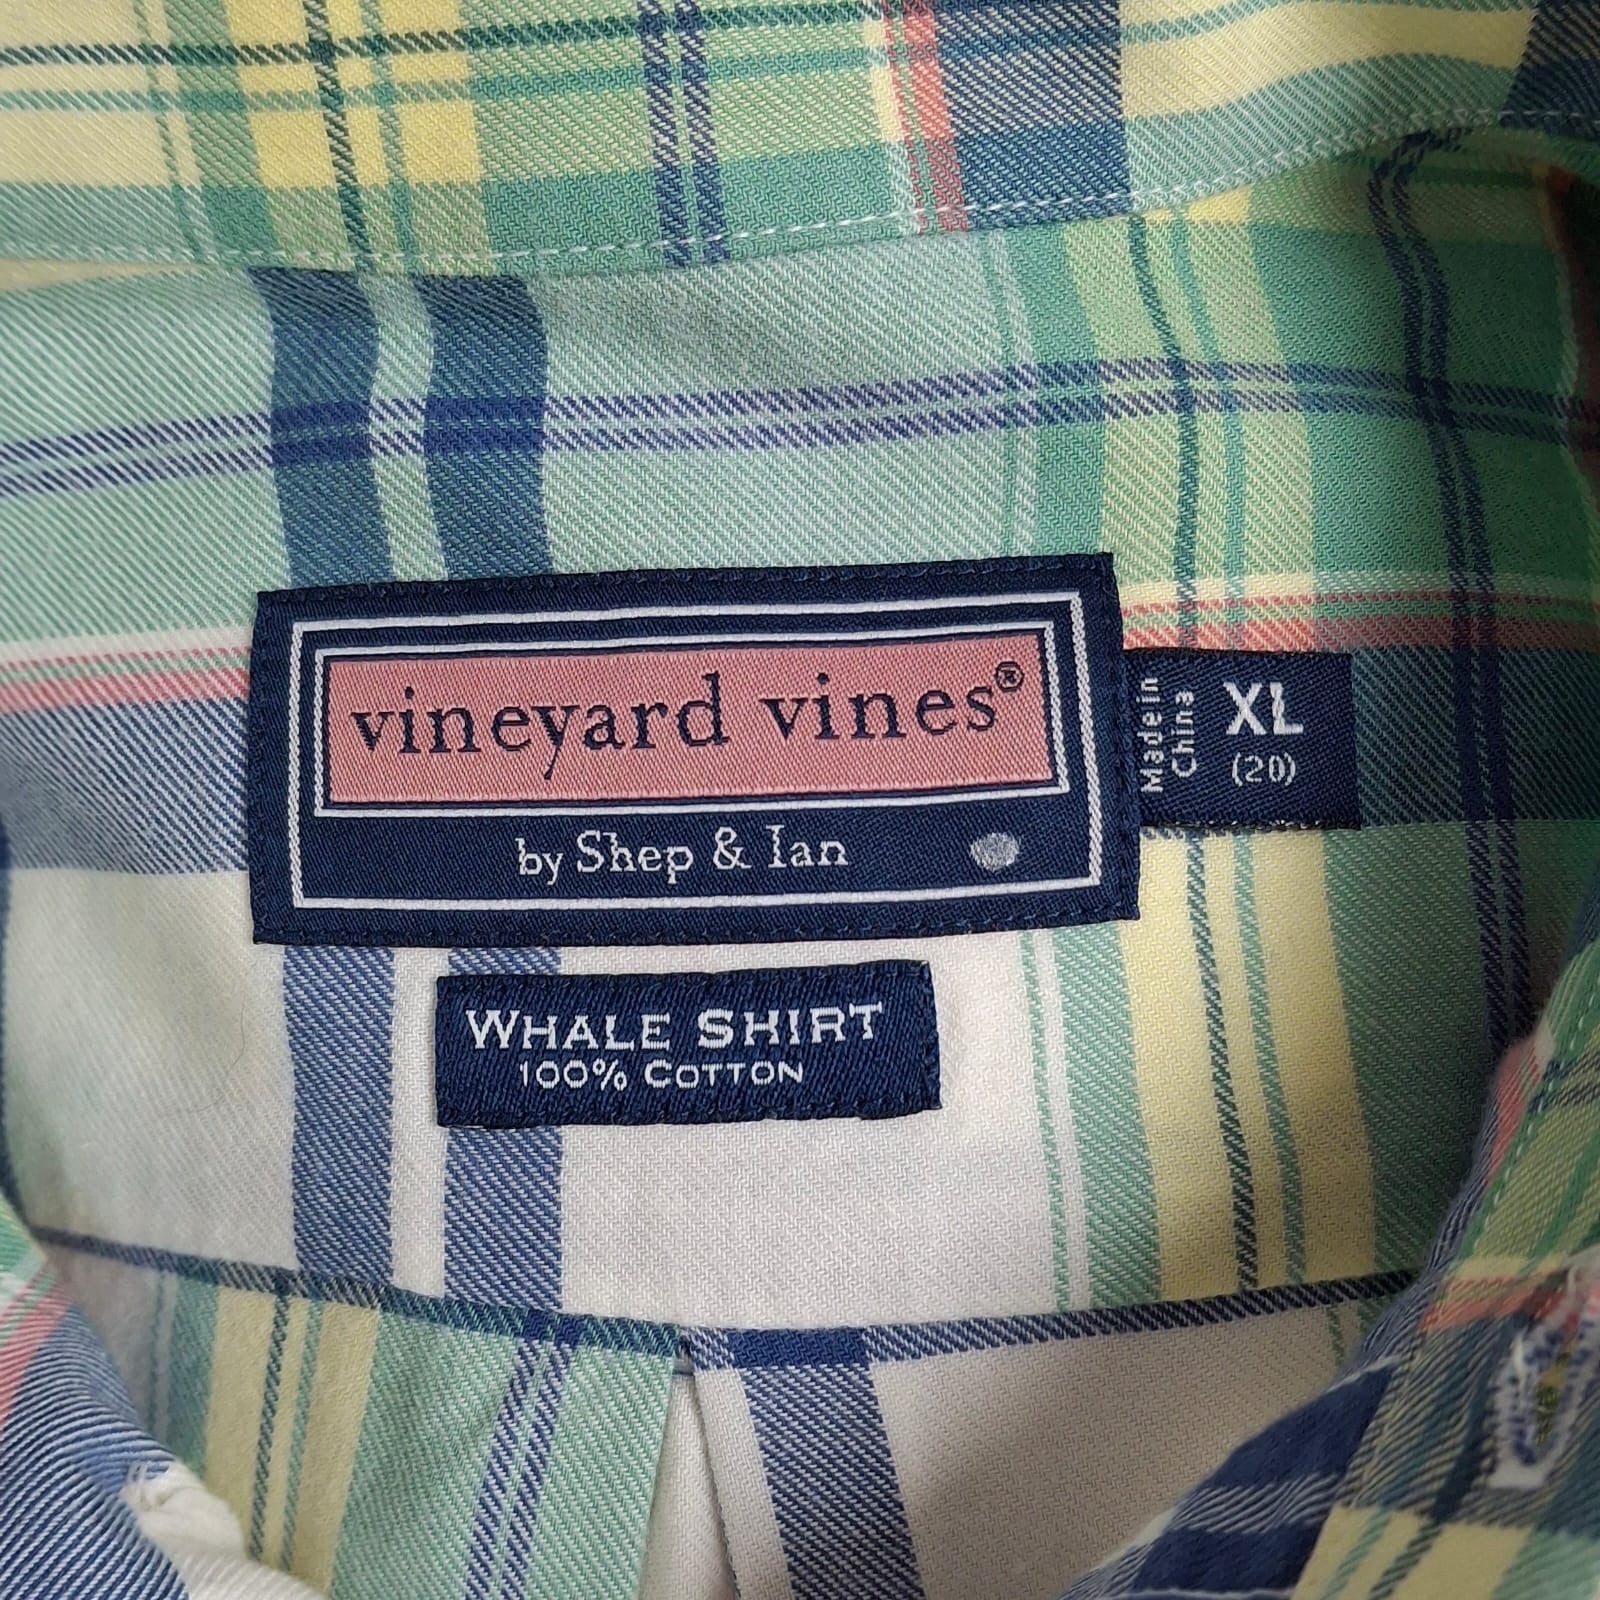 vineyard vines®
by Shep & Ian
Made in
China
XL
(20)
WHALE SHIRT
100% COTTON